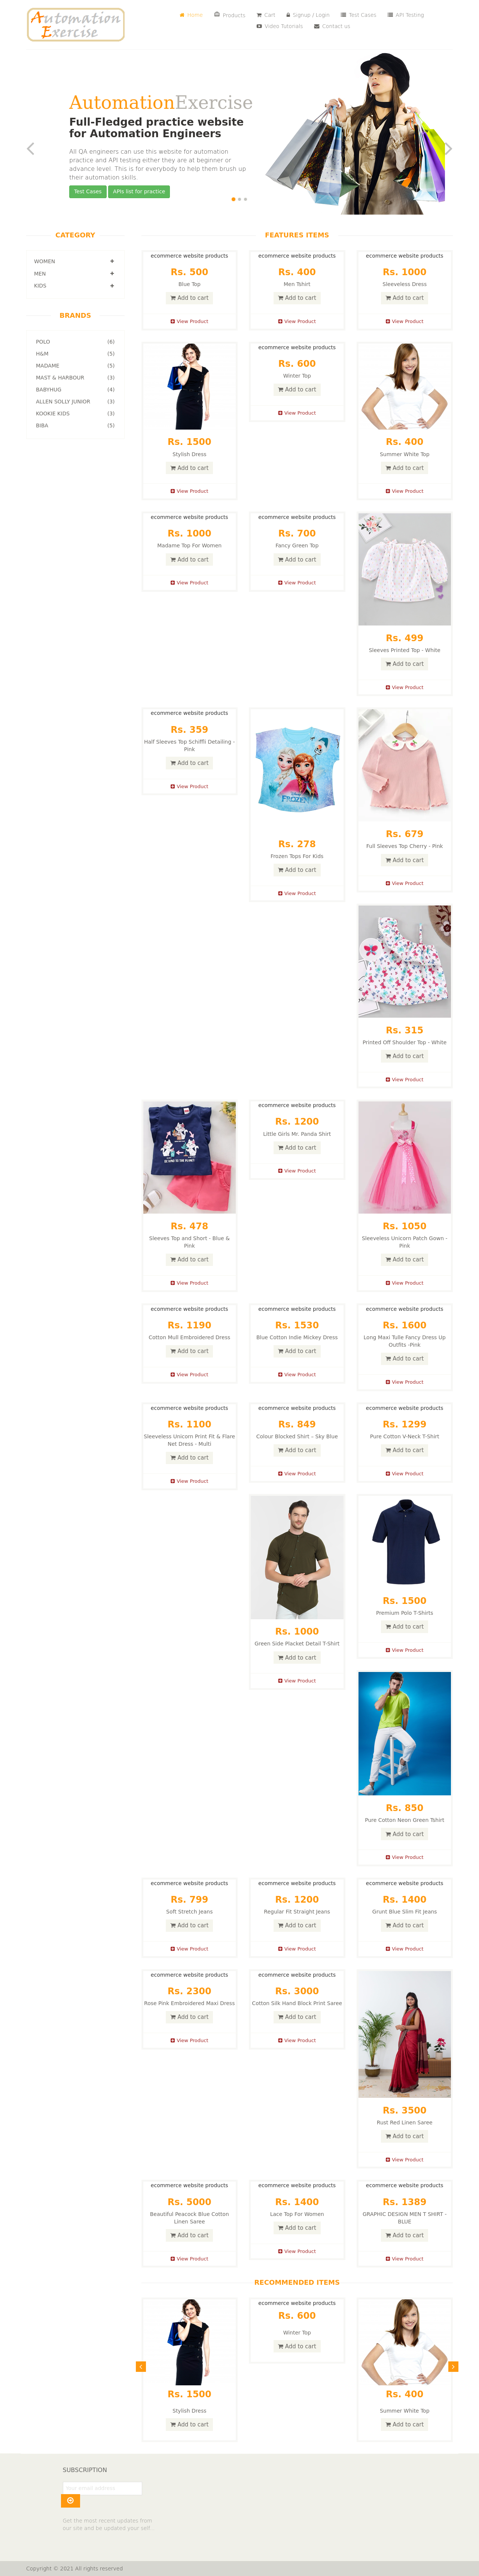 Automation
Exercise
Home
Products
Cart
Signup / Login
Test Cases
API Testing
Video Tutorials
Contact us
AutomationExercise
Full-Fledged practice website
for Automation Engineers
All QA engineers can use this website for automation
practice and API testing either they are at beginner or
advance level. This is for everybody to help them brush up
their automation skills.
Test Cases
APIs list for practice
CATEGORY
WOMEN
MEN
KIDS
BRANDS
POLO (6)
H&M (5)
MADAME (5)
MAST & HARBOUR (3)
BABYHUG (4)
ALLEN SOLLY JUNIOR (3)
KOOKIE KIDS (3)
BIBA (5)
FEATURES ITEMS
ecommerce website products
Rs. 500
Blue Top
Add to cart
View Product
ecommerce website products
Rs. 400
Men Tshirt
Add to cart
View Product
ecommerce website products
Rs. 1000
Sleeveless Dress
Add to cart
View Product
Rs. 1500
Stylish Dress
Add to cart
View Product
ecommerce website products
Rs. 600
Winter Top
Add to cart
View Product
Rs. 400
Summer White Top
Add to cart
View Product
ecommerce website products
Rs. 1000
Madame Top For Women
Add to cart
View Product
ecommerce website products
Rs. 700
Fancy Green Top
Add to cart
View Product
Rs. 499
Sleeves Printed Top - White
Add to cart
View Product
ecommerce website products
Rs. 359
Half Sleeves Top Schiffli Detailing -
Pink
Add to cart
View Product
FROZEN
Rs. 278
Frozen Tops For Kids
Add to cart
View Product
Rs. 679
Full Sleeves Top Cherry - Pink
Add to cart
View Product
Rs. 315
Printed Off Shoulder Top - White
Add to cart
View Product
Rs. 478
Sleeves Top and Short - Blue &
Pink
Add to cart
View Product
ecommerce website products
Rs. 1200
Little Girls Mr. Panda Shirt
Add to cart
View Product
Rs. 1050
Sleeveless Unicorn Patch Gown -
Pink
Add to cart
View Product
ecommerce website products
Rs. 1190
Cotton Mull Embroidered Dress
Add to cart
View Product
ecommerce website products
Rs. 1530
Blue Cotton Indie Mickey Dress
Add to cart
View Product
ecommerce website products
Rs. 1600
Long Maxi Tulle Fancy Dress Up
Outfits -Pink
Add to cart
View Product
ecommerce website products
Rs. 1100
Sleeveless Unicorn Print Fit & Flare
Net Dress - Multi
Add to cart
View Product
ecommerce website products
Rs. 849
Colour Blocked Shirt – Sky Blue
Add to cart
View Product
ecommerce website products
Rs. 1299
Pure Cotton V-Neck T-Shirt
Add to cart
View Product
Rs. 1000
Green Side Placket Detail T-Shirt
Add to cart
View Product
Rs. 1500
Premium Polo T-Shirts
Add to cart
View Product
Rs. 850
Pure Cotton Neon Green Tshirt
Add to cart
View Product
ecommerce website products
Rs. 799
Soft Stretch Jeans
Add to cart
View Product
ecommerce website products
Rs. 1200
Regular Fit Straight Jeans
Add to cart
View Product
ecommerce website products
Rs. 1400
Grunt Blue Slim Fit Jeans
Add to cart
View Product
ecommerce website products
Rs. 2300
Rose Pink Embroidered Maxi Dress
Add to cart
View Product
ecommerce website products
Rs. 3000
Cotton Silk Hand Block Print Saree
Add to cart
View Product
Rs. 3500
Rust Red Linen Saree
Add to cart
View Product
ecommerce website products
Rs. 5000
Beautiful Peacock Blue Cotton
Linen Saree
Add to cart
View Product
ecommerce website products
Rs. 1400
Lace Top For Women
Add to cart
View Product
ecommerce website products
Rs. 1389
GRAPHIC DESIGN MEN T SHIRT -
BLUE
Add to cart
View Product
RECOMMENDED ITEMS
Rs. 1500
Stylish Dress
Add to cart
ecommerce website products
Rs. 600
Winter Top
Add to cart
Rs. 400
Summer White Top
Add to cart
SUBSCRIPTION
Your email address
Get the most recent updates from
our site and be updated your self...
Copyright © 2021 All rights reserved